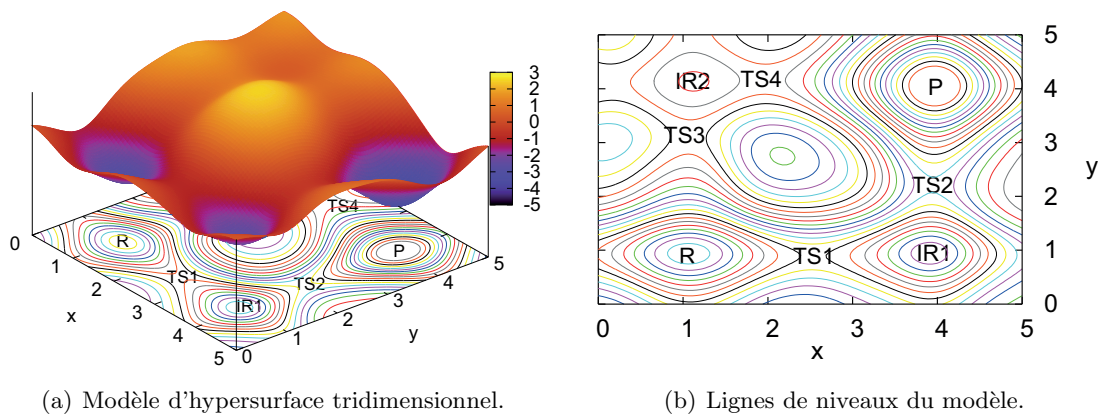 3
2
1
0
-1
-2
-3
-4
-5
TS4
R
P
TS1
TS2
IR1
0
1
2
3
4
5
x
0
1
2
3
4
5
y
(a) Modèle d'hypersurface tridimensionnel.
5
4
3
2
1
0
y
IR2
TS4
P
TS3
TS2
R
TS1
IR1
0 1 2 3 4 5
x
(b) Lignes de niveaux du modèle.